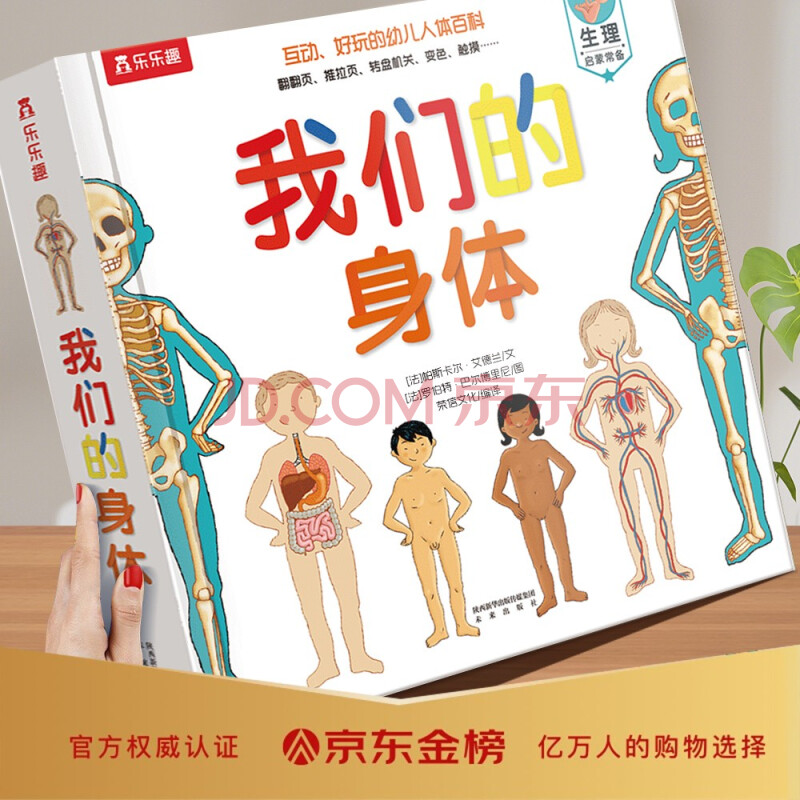 乐乐趣
互动、好玩的幼儿人体百科
翻翻页、推拉页、转盘机关、变色、触摸……
生理
启蒙常备
我们的
身体
[法]帕斯卡尔·艾德兰/文
[法]罗伯特·巴尔博里尼/图
荣信文化/编译
JD.COM 京东
陕西新华出版传媒集团
未来出版社
乐乐趣
我们的身体
官方权威认证
京东金榜
亿万人的购物选择